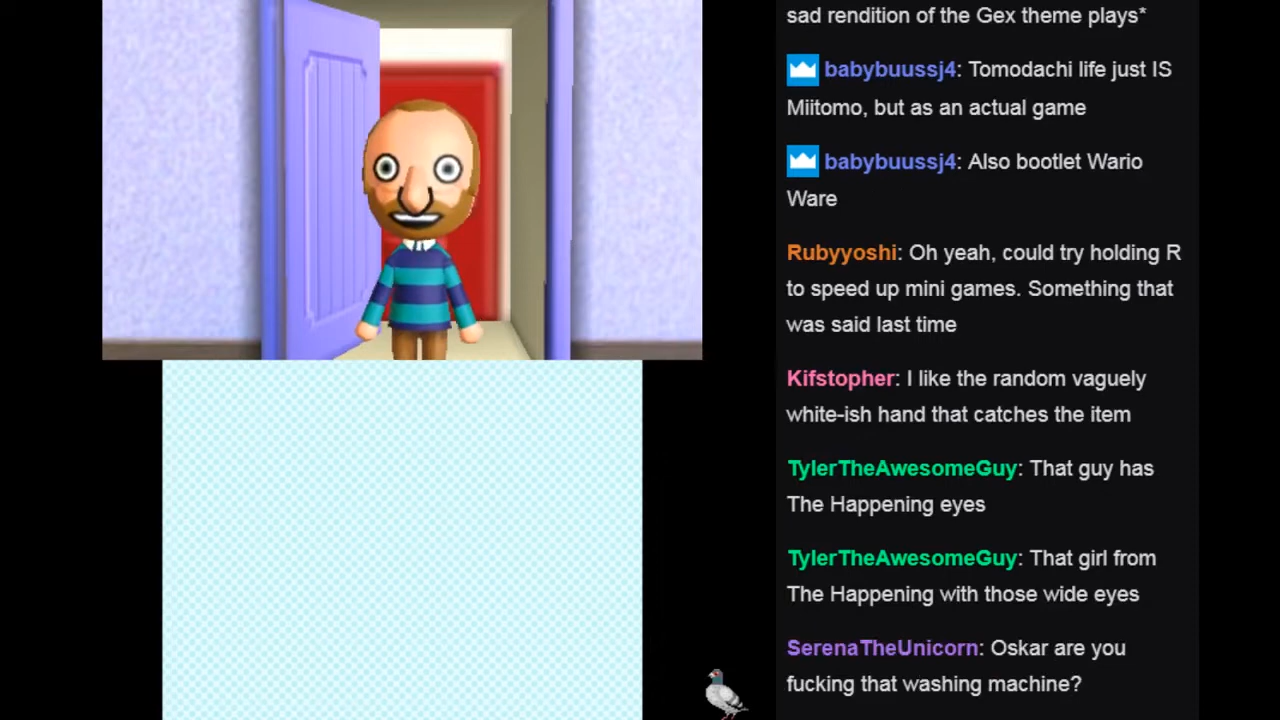 sad rendition of the Gex theme plays*
babybuussj4: Tomodachi life just IS
Miitomo, but as an actual game
babybuussj4: Also bootlet Wario
Ware
Rubyyoshi: Oh yeah, could try holding R
to speed up mini games. Something that
was said last time
Kifstopher: I like the random vaguely
white-ish hand that catches the item
TylerTheAwesomeGuy: That guy has
The Happening eyes
TylerTheAwesomeGuy: That girl from
The Happening with those wide eyes
SerenaTheUnicorn: Oskar are you
fucking that washing machine?